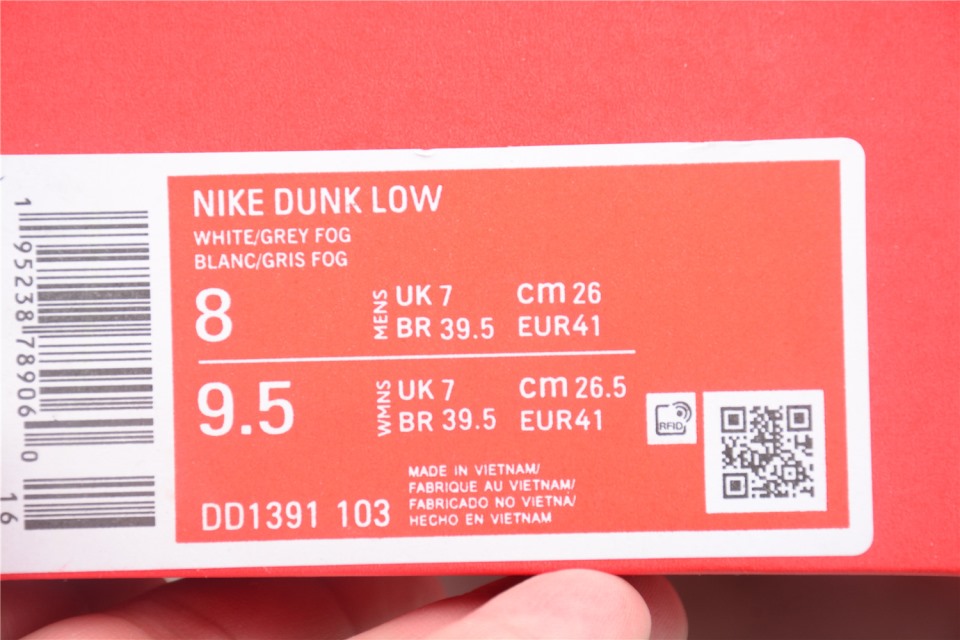 NIKE DUNK LOW
WHITE/GREY FOG
BLANC/GRIS FOG
8 MENS UK 7 cm 26
BR 39.5 EUR41
9.5 WMNS UK 7 cm 26.5
BR 39.5 EUR41
RFID
MADE IN VIETNAM/
FABRIQUE AU VIETNAM/
FABRICADO NO VIETNA/
HECHO EN VIETNAM
DD1391 103
1 95238 78906 0
16